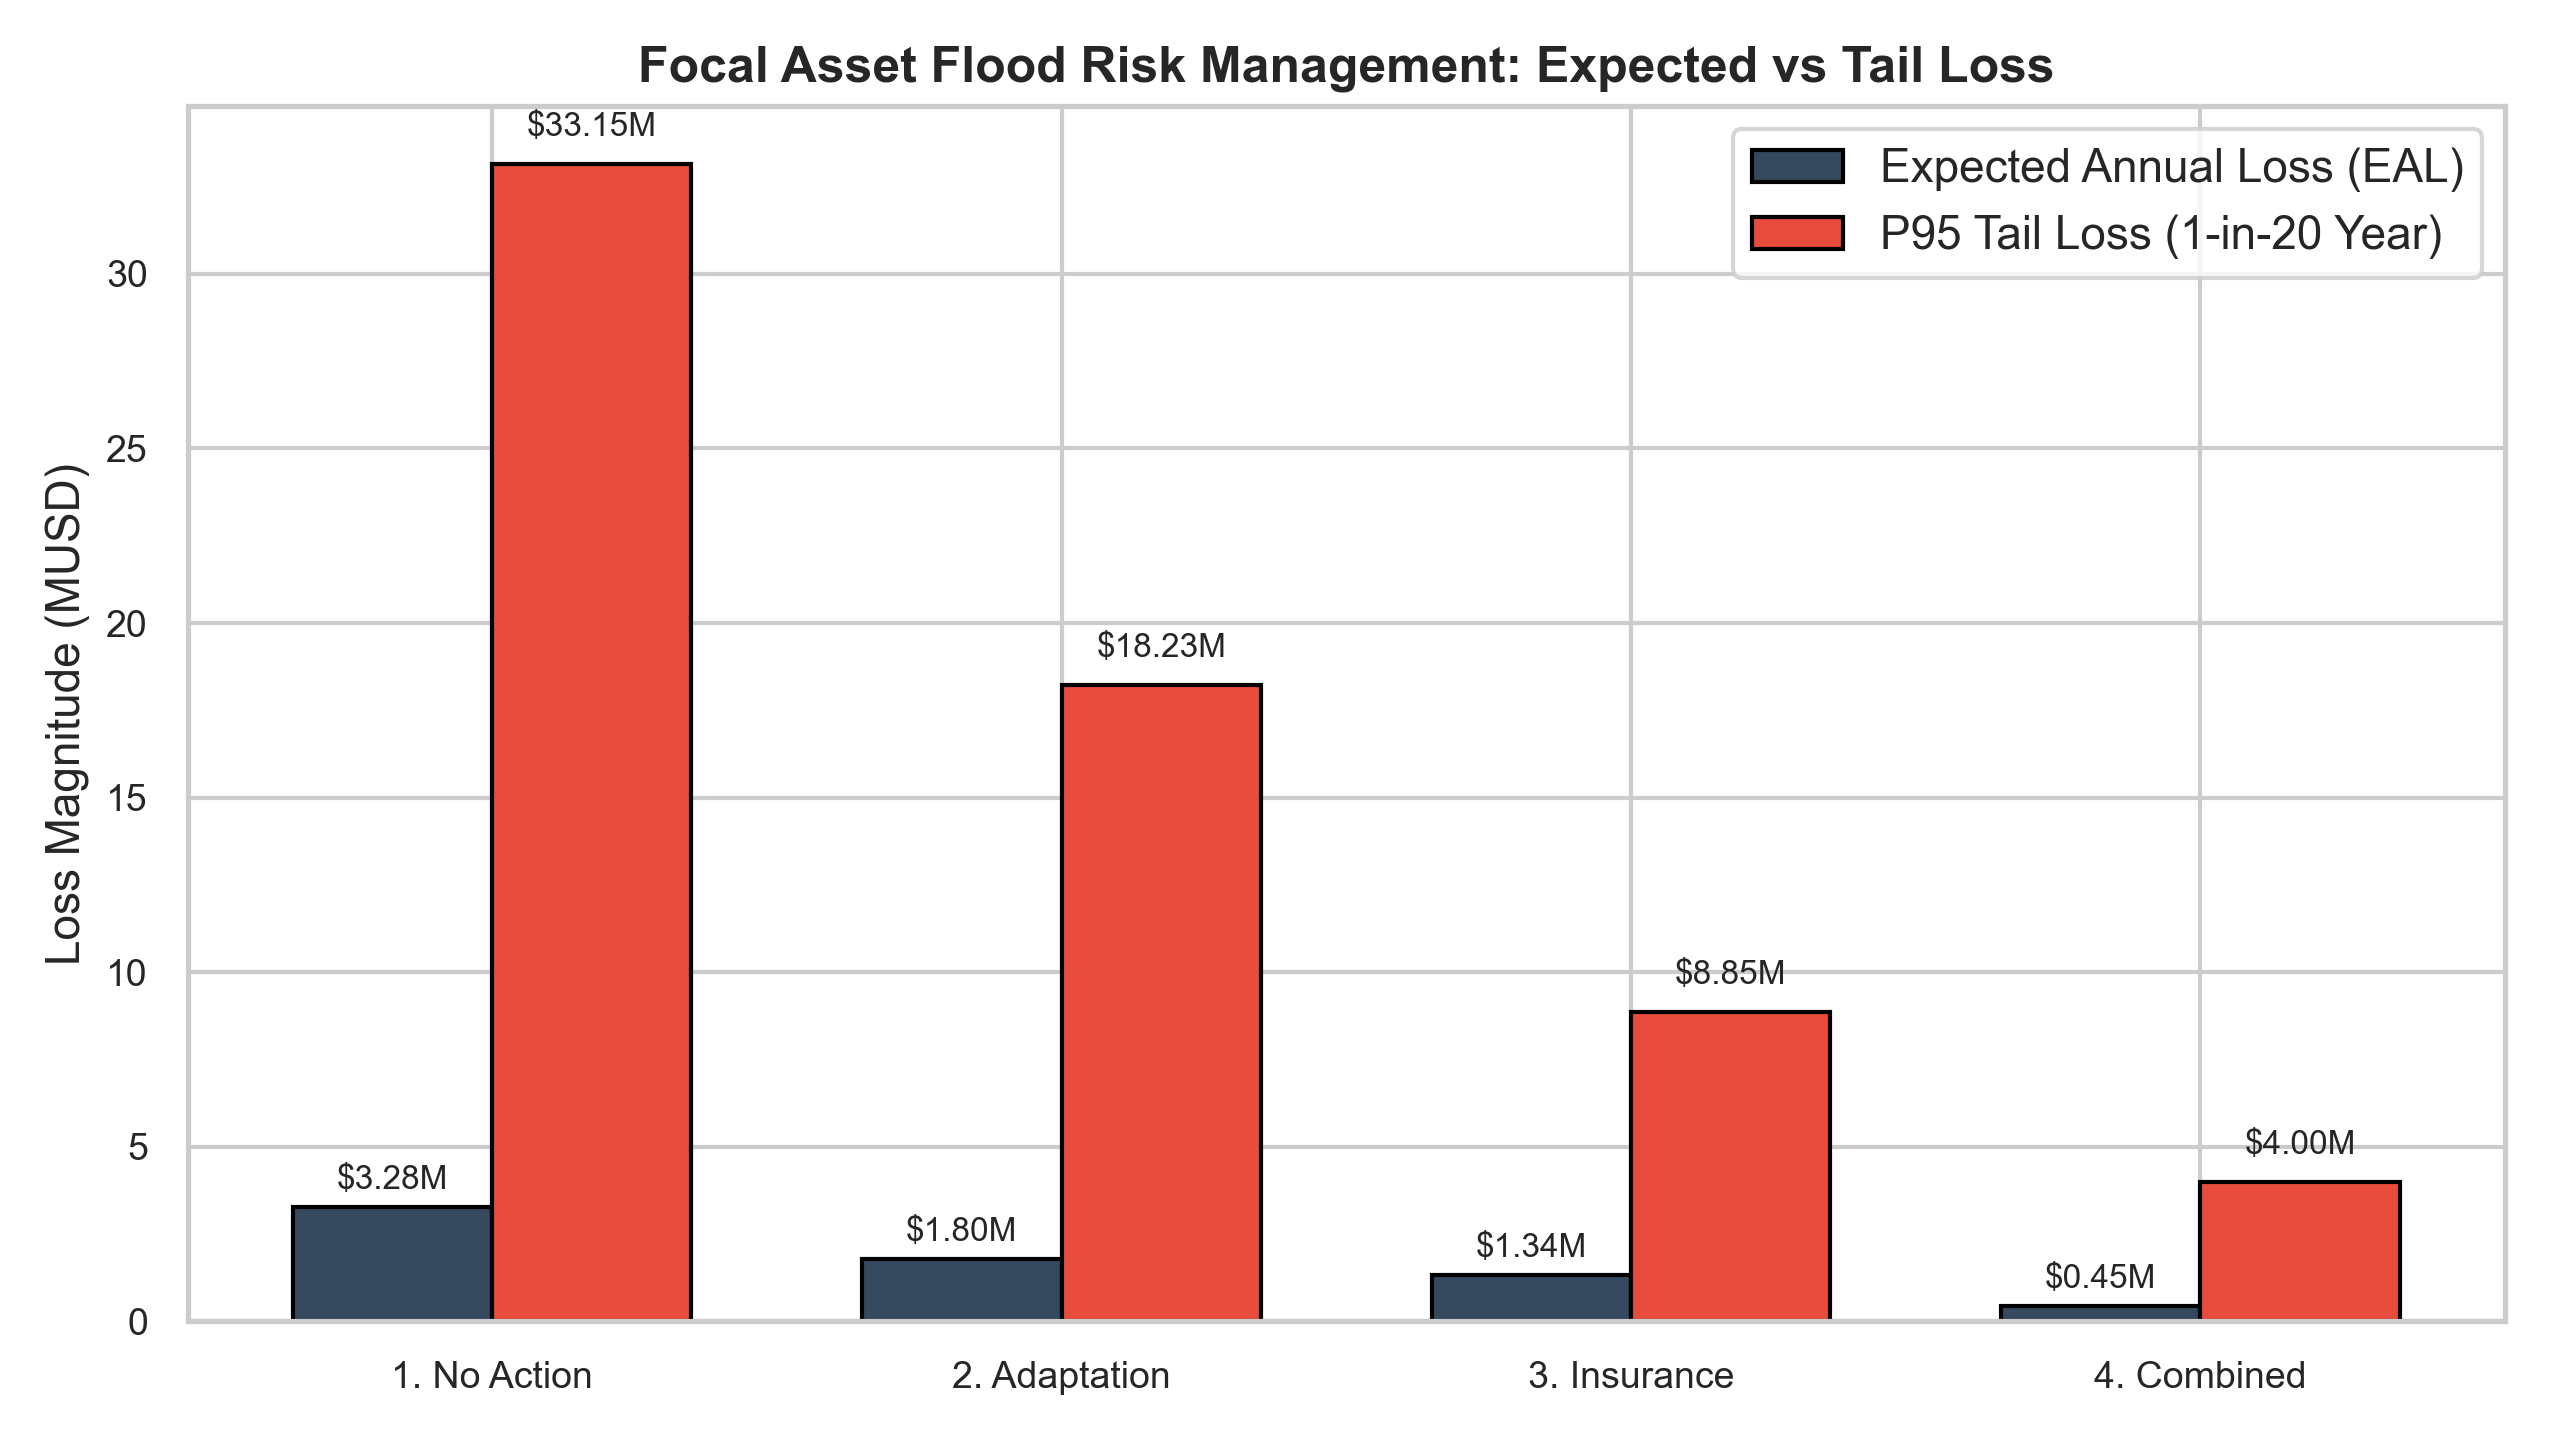 Focal Asset Flood Risk Management: Expected vs Tail Loss
Expected Annual Loss (EAL)
P95 Tail Loss (1-in-20 Year)
Loss Magnitude (MUSD)
30
25
20
15
10
5
0
$3.28M
$33.15M
$1.80M
$18.23M
$1.34M
$8.85M
$0.45M
$4.00M
1. No Action
2. Adaptation
3. Insurance
4. Combined